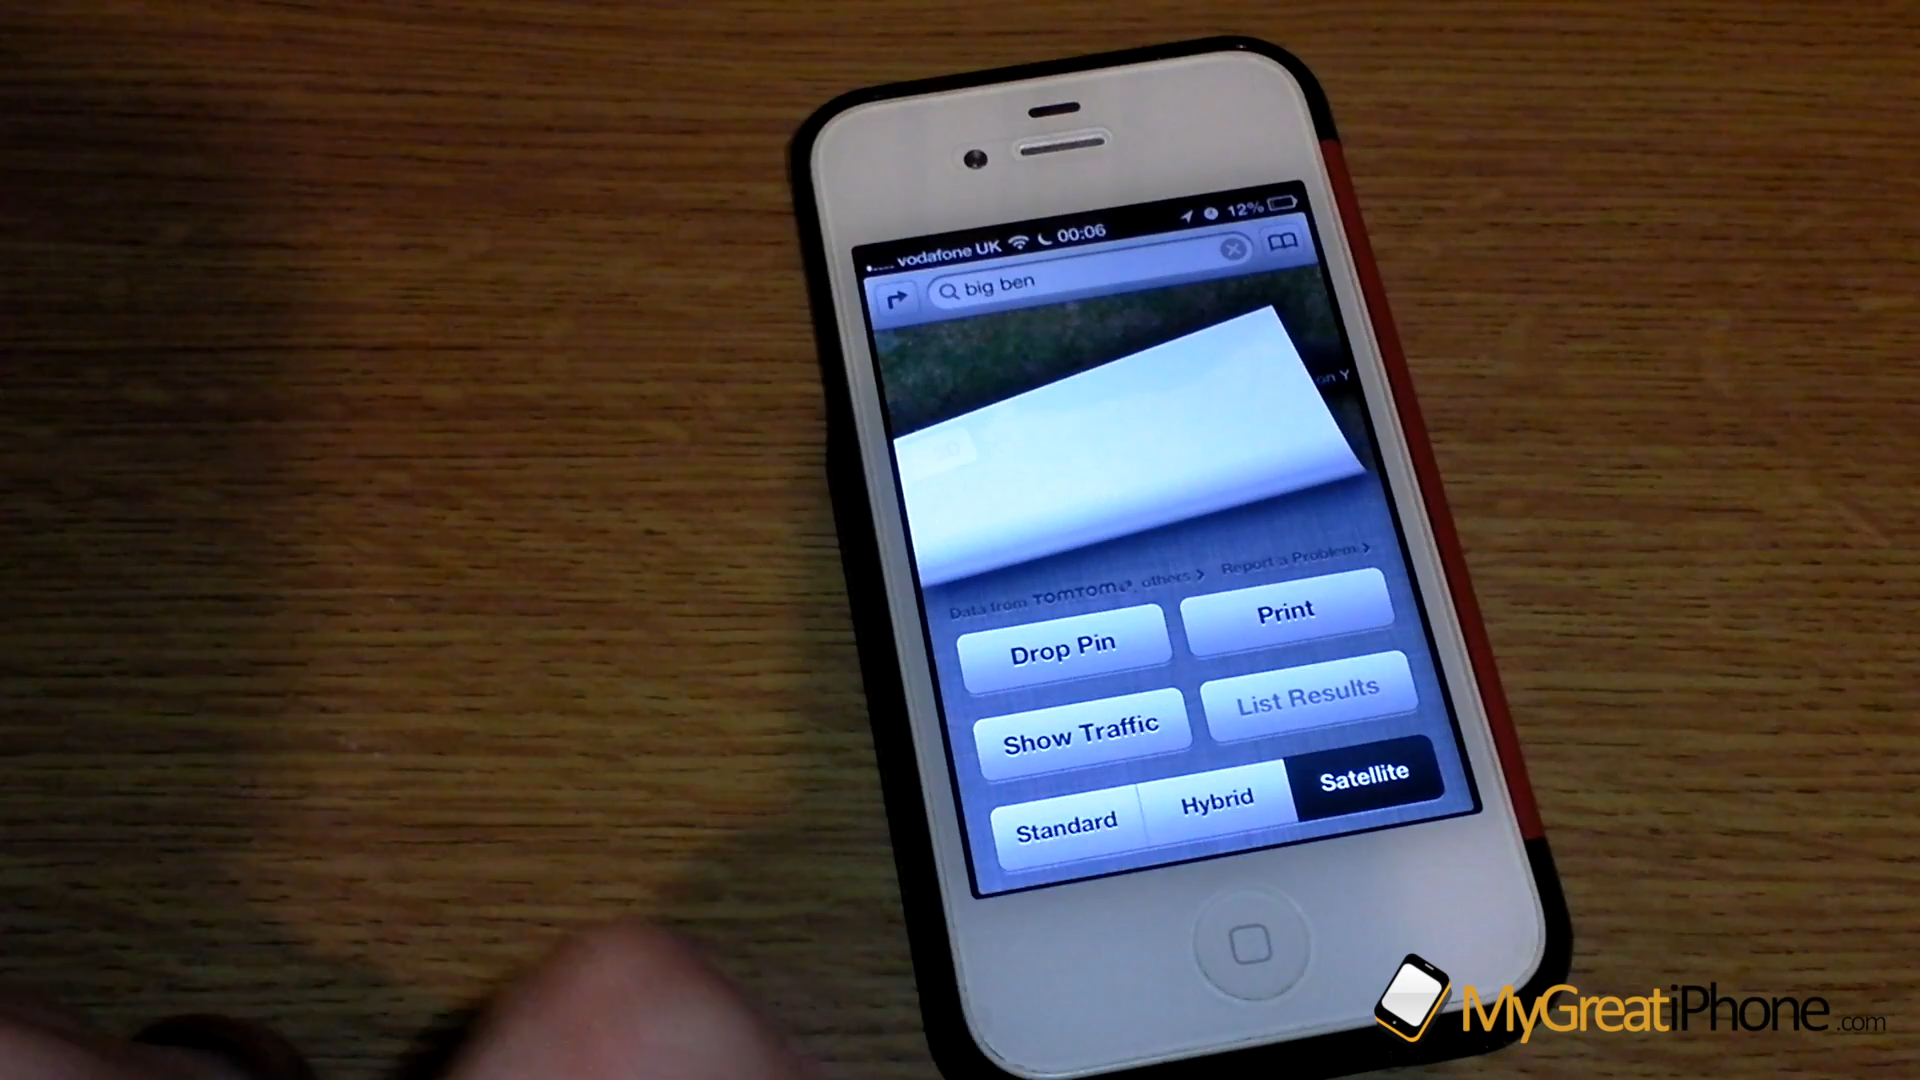 vodafone UK 00:06 12%
big ben
on Y
Data from TOMTOM, others Report a Problem
Drop Pin
Print
Show Traffic
List Results
Standard
Hybrid
Satellite
MyGreatiPhone.com